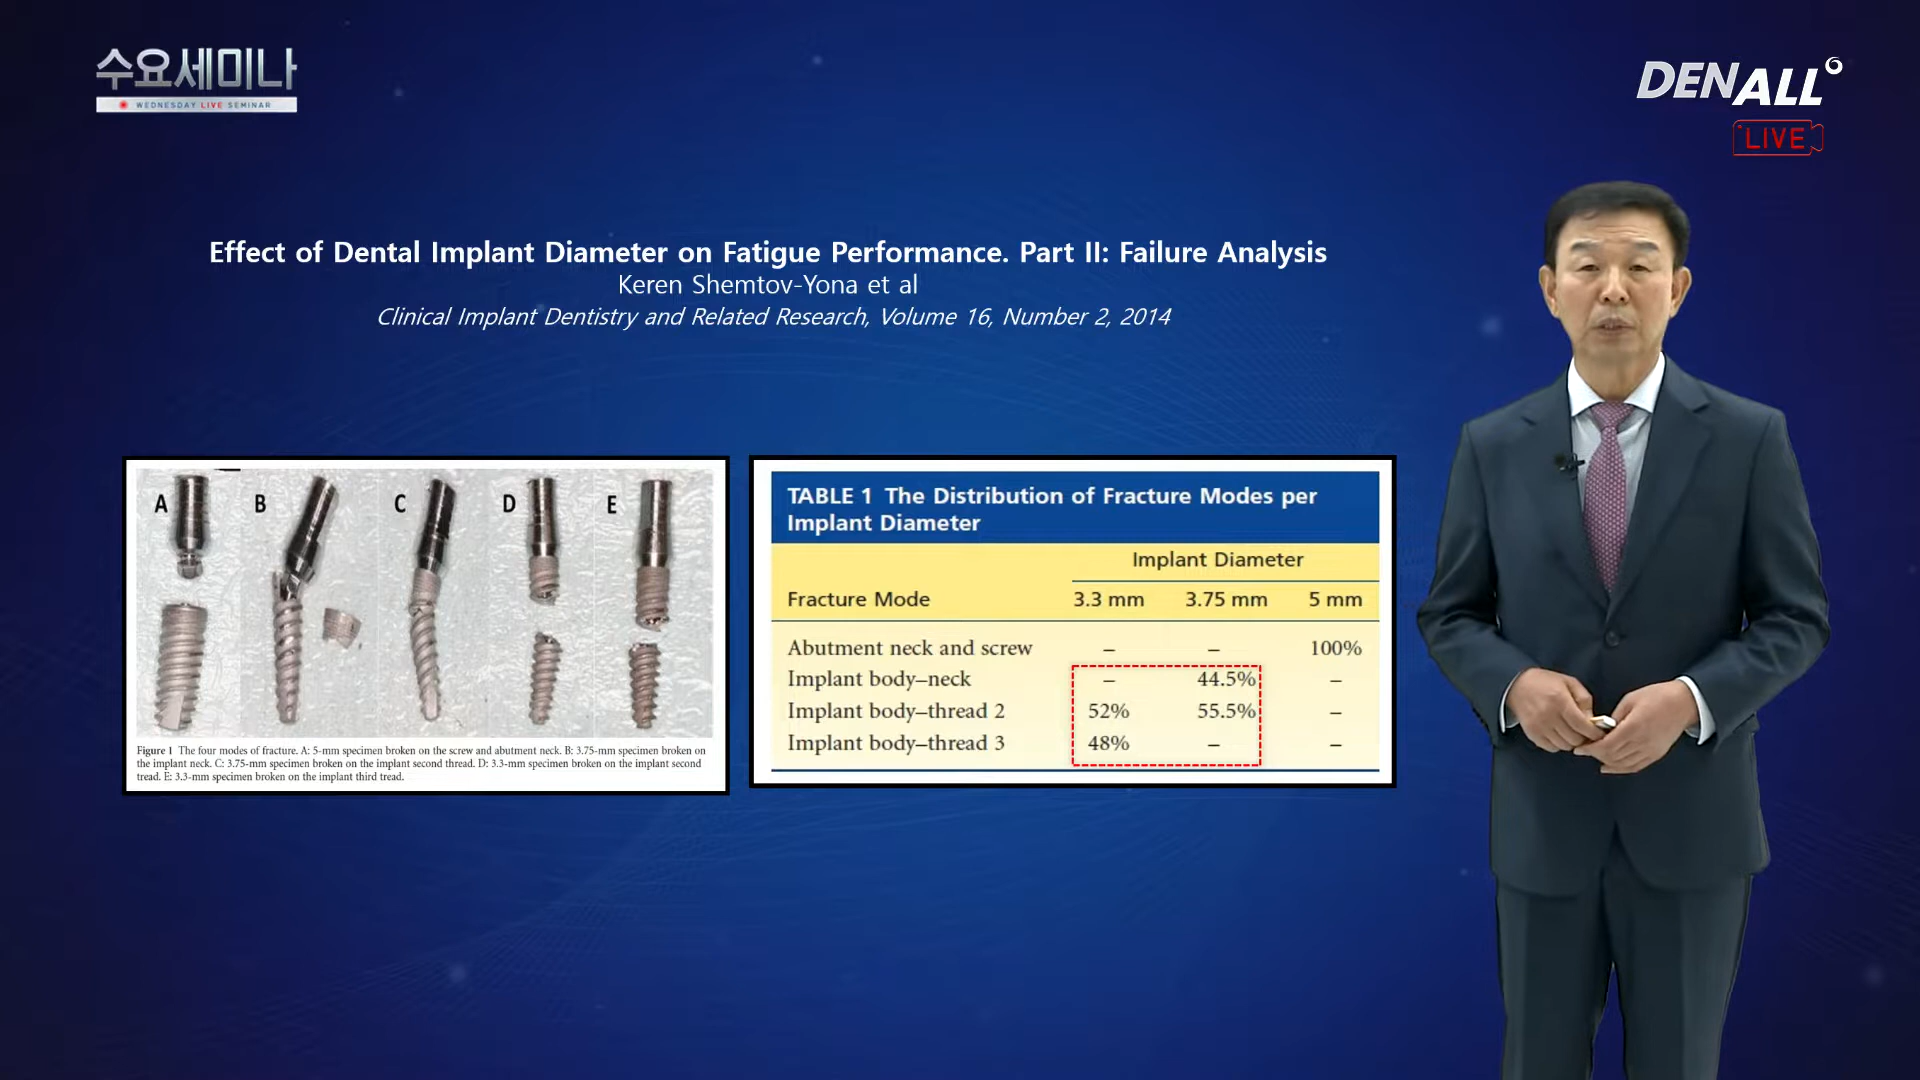 수요세미나
WEDNESDAY LIVE SEMINAR
DENALL
LIVE
Effect of Dental Implant Diameter on Fatigue Performance. Part II: Failure Analysis
Keren Shemtov-Yona et al
Clinical Implant Dentistry and Related Research, Volume 16, Number 2, 2014
A B C D E
Figure 1 The four modes of fracture. A: 5-mm specimen broken on the screw and abutment neck. B: 3.75-mm specimen broken on
the implant neck. C: 3.75-mm specimen broken on the implant second thread. D: 3.3-mm specimen broken on the implant second
tread. E: 3.3-mm specimen broken on the implant third tread.
TABLE 1 The Distribution of Fracture Modes per
Implant Diameter
Implant Diameter
Fracture Mode 3.3 mm 3.75 mm 5 mm
Abutment neck and screw – – 100%
Implant body–neck – 44.5% –
Implant body–thread 2 52% 55.5% –
Implant body–thread 3 48% – –